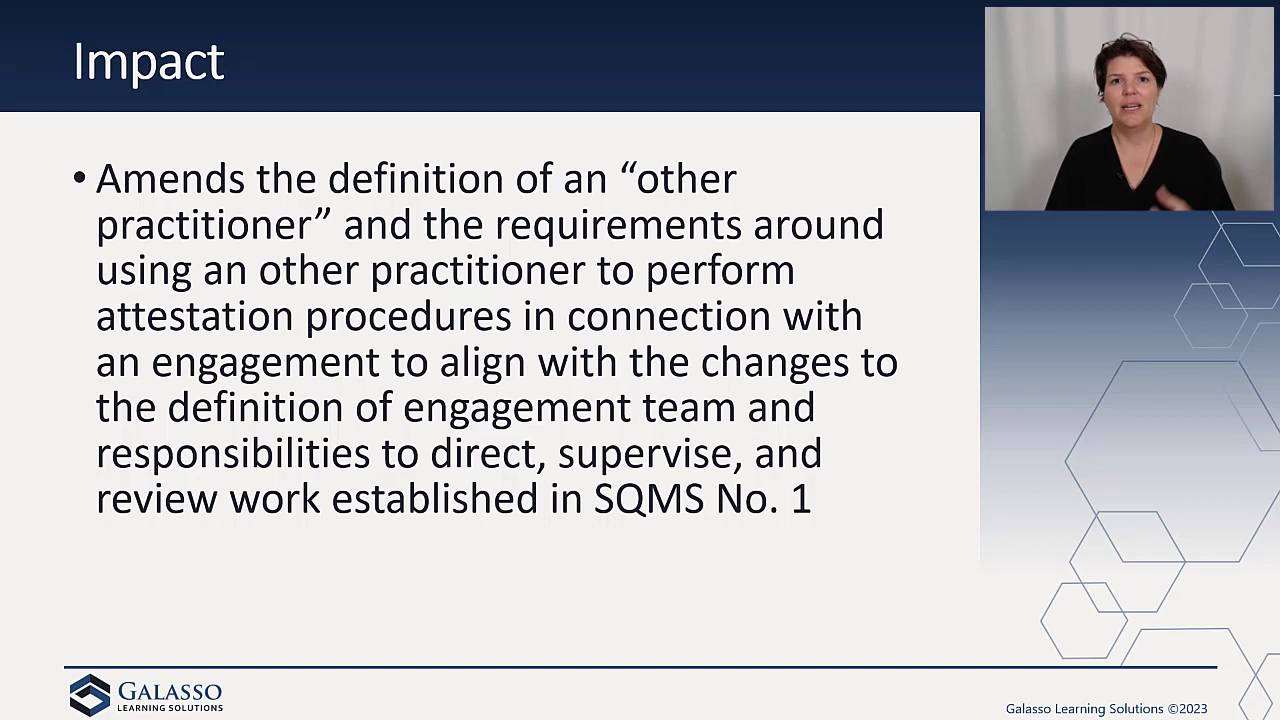 Impact
• Amends the definition of an “other
practitioner” and the requirements around
using an other practitioner to perform
attestation procedures in connection with
an engagement to align with the changes to
the definition of engagement team and
responsibilities to direct, supervise, and
review work established in SQMS No. 1
GALASSO
LEARNING SOLUTIONS
Galasso Learning Solutions ©2023